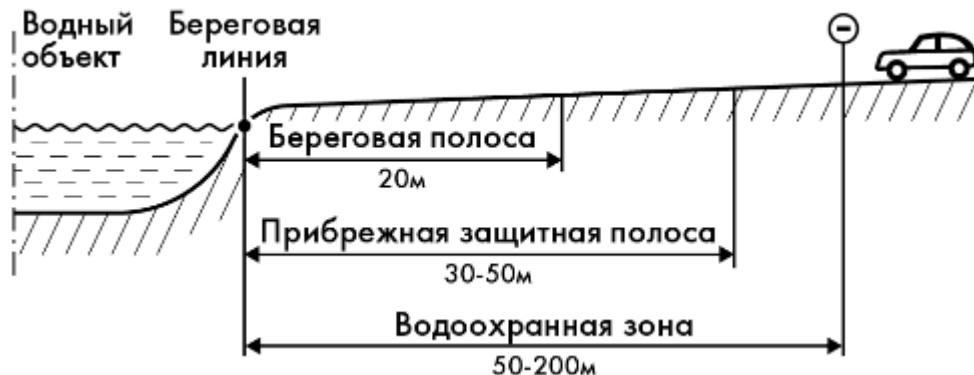 Водный
объект
Береговая
линия
Береговая полоса
20м
Прибрежная защитная полоса
30-50м
Водоохранная зона
50-200м